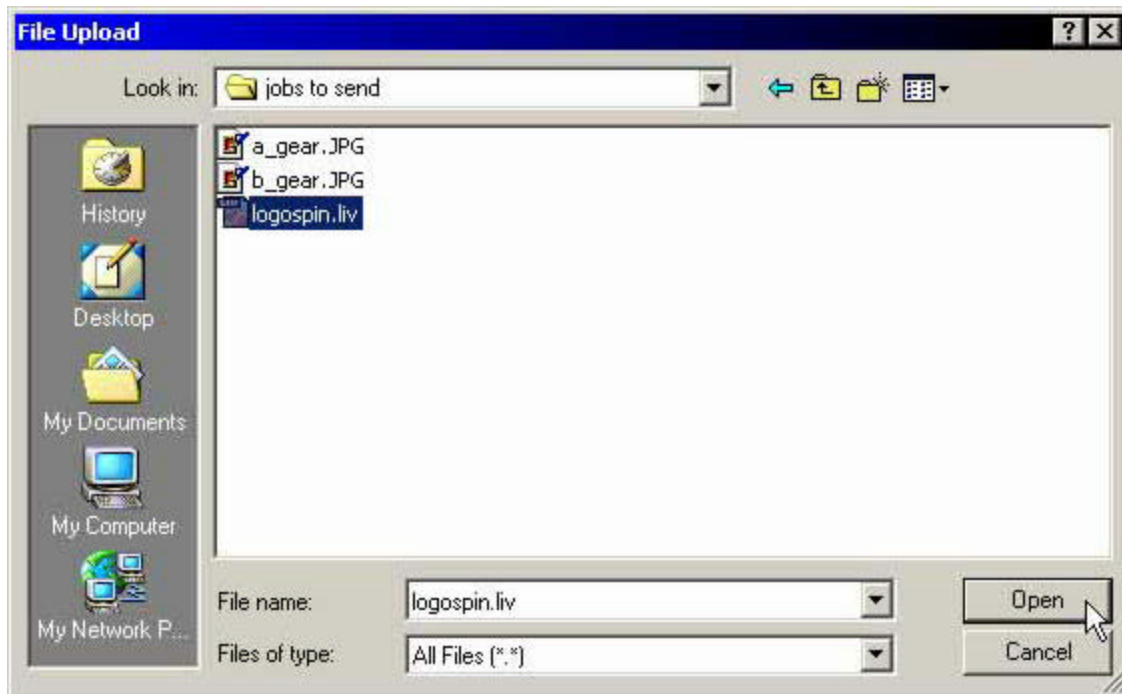 File Upload
Look in: jobs to send
a_gear.JPG
b_gear.JPG
logospin.liv
History
Desktop
My Documents
My Computer
My Network P...
File name: logospin.liv Open
Files of type: All Files (*.*) Cancel